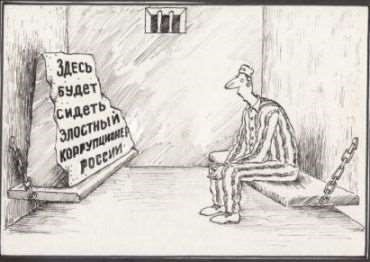 Здесь
будет
сидеть
злостный
коррупционер
россии